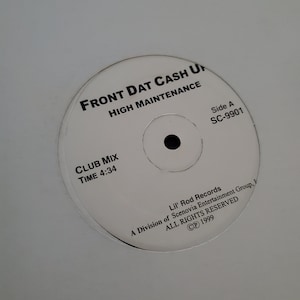 FRONT DAT CASH UP
HIGH MAINTENANCE
Side A
SC-9901
CLUB MIX
TIME 4:34
Lil' Rod Records
A Division of Scenovia Entertainment Group, I
ALL RIGHTS RESERVED
©℗ 1999